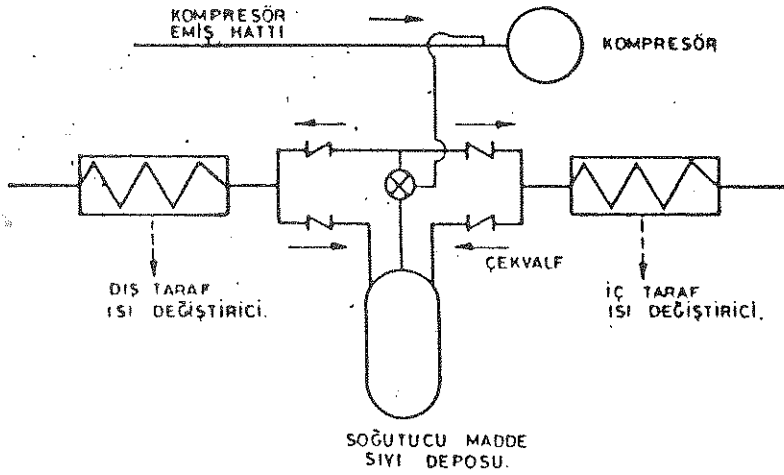 KOMPRESÖR
EMİŞ HATTI
KOMPRESÖR
ÇEKVALF
DIŞ TARAF
ISI DEĞİŞTİRİCİ.
İÇ TARAF
ISI DEĞİŞTİRİCİ.
SOĞUTUCU MADDE
SIVI DEPOSU.